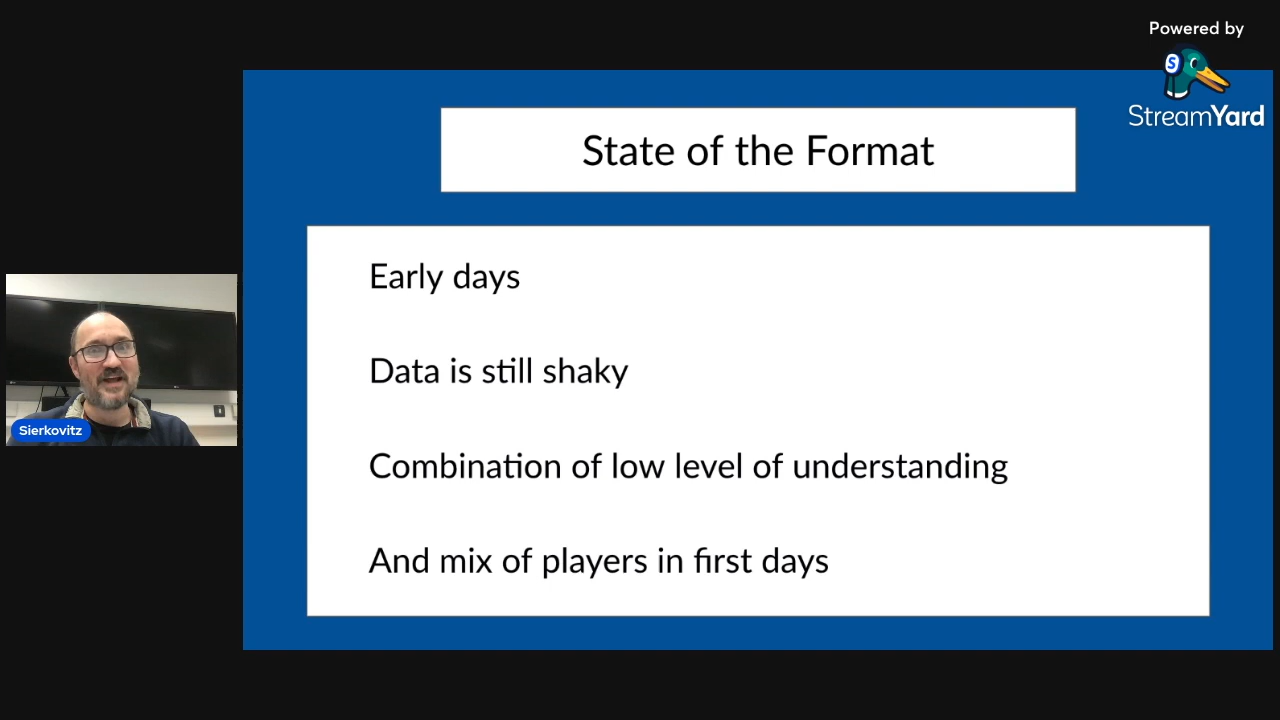 Powered by
S
StreamYard
State of the Format
Early days
Data is still shaky
Combination of low level of understanding
And mix of players in first days
Sierkovitz